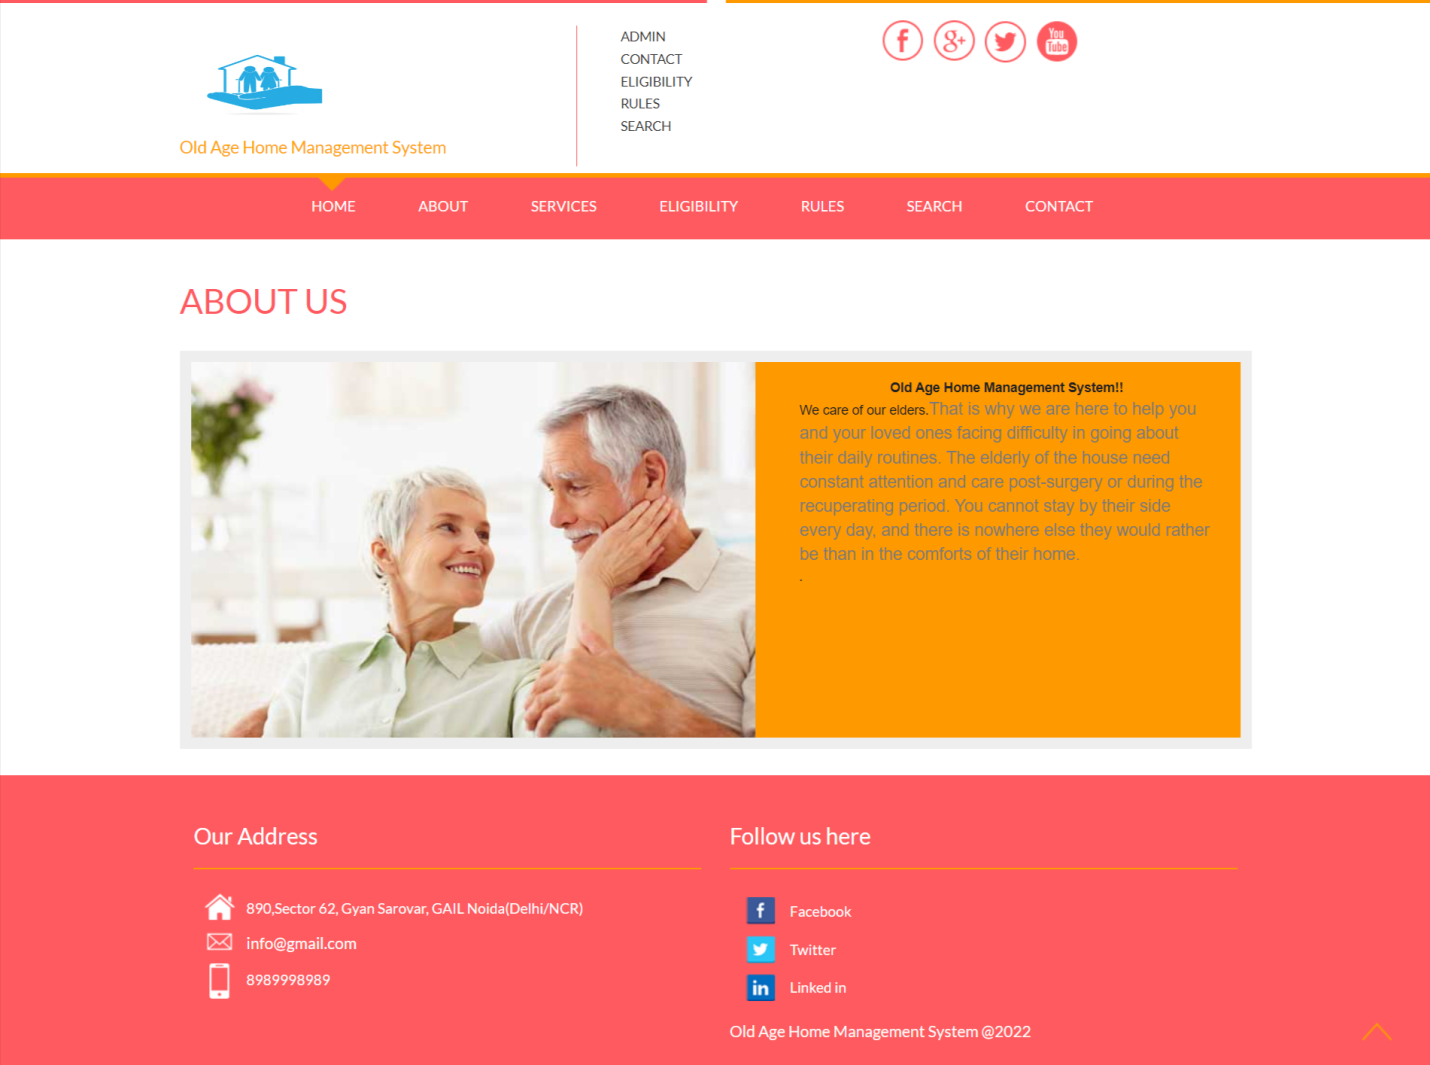 ADMIN
CONTACT
ELIGIBILITY
RULES
SEARCH
f
g+
You
Tube
Old Age Home Management System
HOME
ABOUT
SERVICES
ELIGIBILITY
RULES
SEARCH
CONTACT
ABOUT US
Old Age Home Management System!!
We care of our elders.That is why we are here to help you
and your loved ones facing difficulty in going about
their daily routines. The elderly of the house need
constant attention and care post-surgery or during the
recuperating period. You cannot stay by their side
every day, and there is nowhere else they would rather
be than in the comforts of their home.
.
Our Address
890,Sector 62, Gyan Sarovar, GAIL Noida(Delhi/NCR)
info@gmail.com
8989998989
Follow us here
f
Facebook
Twitter
in
Linked in
Old Age Home Management System @2022